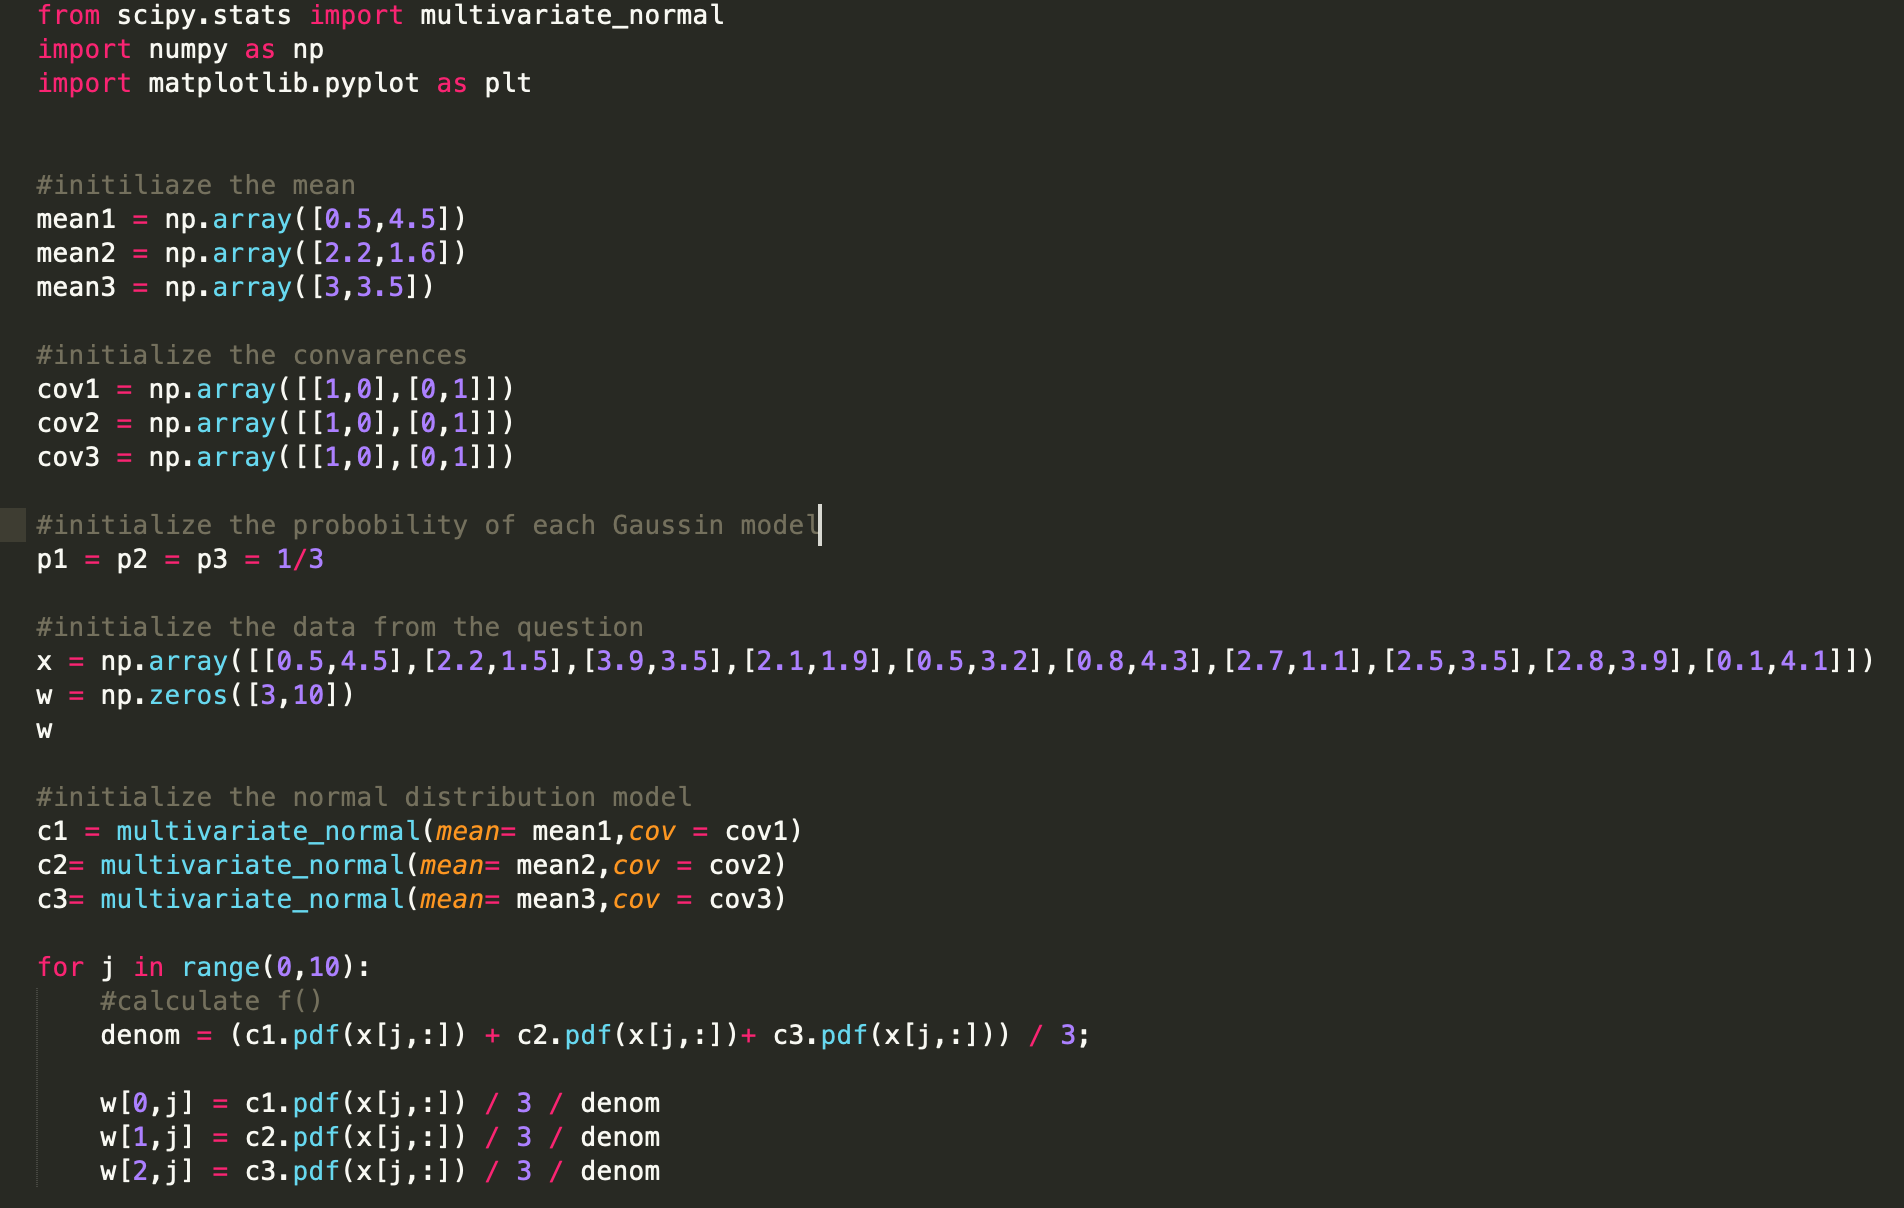 from scipy.stats import multivariate_normal
import numpy as np
import matplotlib.pyplot as plt
#initiliaze the mean
mean1 = np.array([0.5,4.5])
mean2 = np.array([2.2,1.6])
mean3 = np.array([3,3.5])
#initialize the convarences
cov1 = np.array([[1,0],[0,1]])
cov2 = np.array([[1,0],[0,1]])
cov3 = np.array([[1,0],[0,1]])
#initialize the probobility of each Gaussin model
p1 = p2 = p3 = 1/3
#initialize the data from the question
x = np.array([[0.5,4.5],[2.2,1.5],[3.9,3.5],[2.1,1.9],[0.5,3.2],[0.8,4.3],[2.7,1.1],[2.5,3.5],[2.8,3.9],[0.1,4.1]])
w = np.zeros([3,10])
w
#initialize the normal distribution model
c1 = multivariate_normal(mean= mean1,cov = cov1)
c2= multivariate_normal(mean= mean2,cov = cov2)
c3= multivariate_normal(mean= mean3,cov = cov3)
for j in range(0,10):
    #calculate f()
    denom = (c1.pdf(x[j,:]) + c2.pdf(x[j,:])+ c3.pdf(x[j,:])) / 3;
    w[0,j] = c1.pdf(x[j,:]) / 3 / denom
    w[1,j] = c2.pdf(x[j,:]) / 3 / denom
    w[2,j] = c3.pdf(x[j,:]) / 3 / denom